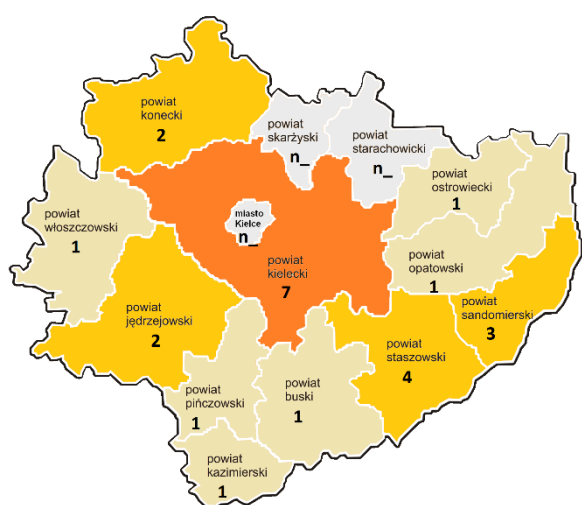 powiat
konecki
2
powiat
skarżyski
n_
powiat
starachowicki
n_
powiat
ostrowiecki
1
powiat
włoszczowski
1
miasto
Kielce
n_
powiat
kielecki
7
powiat
opatowski
1
powiat
sandomierski
3
powiat
jędrzejowski
2
powiat
staszowski
4
powiat
pińczowski
1
powiat
buski
1
powiat
kazimierski
1